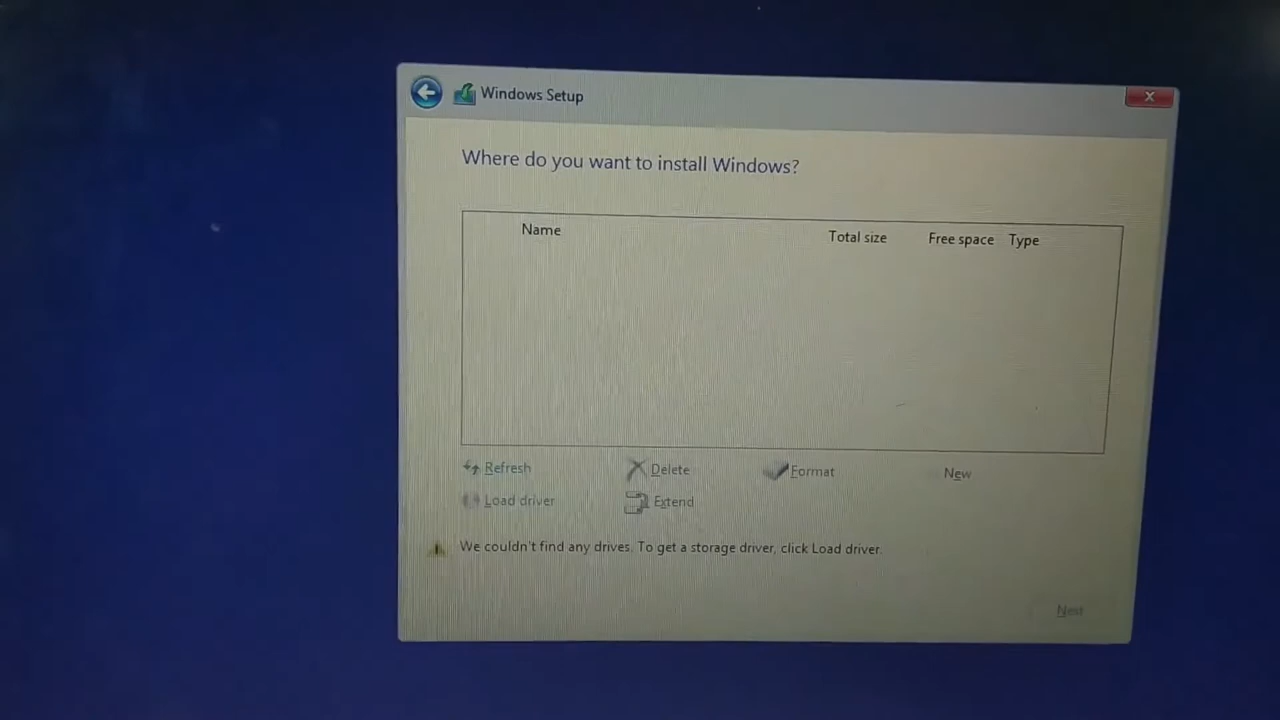 Windows Setup
Where do you want to install Windows?
Name Total size Free space Type
Refresh Delete Format New
Load driver Extend
We couldn't find any drives. To get a storage driver, click Load driver.
Next